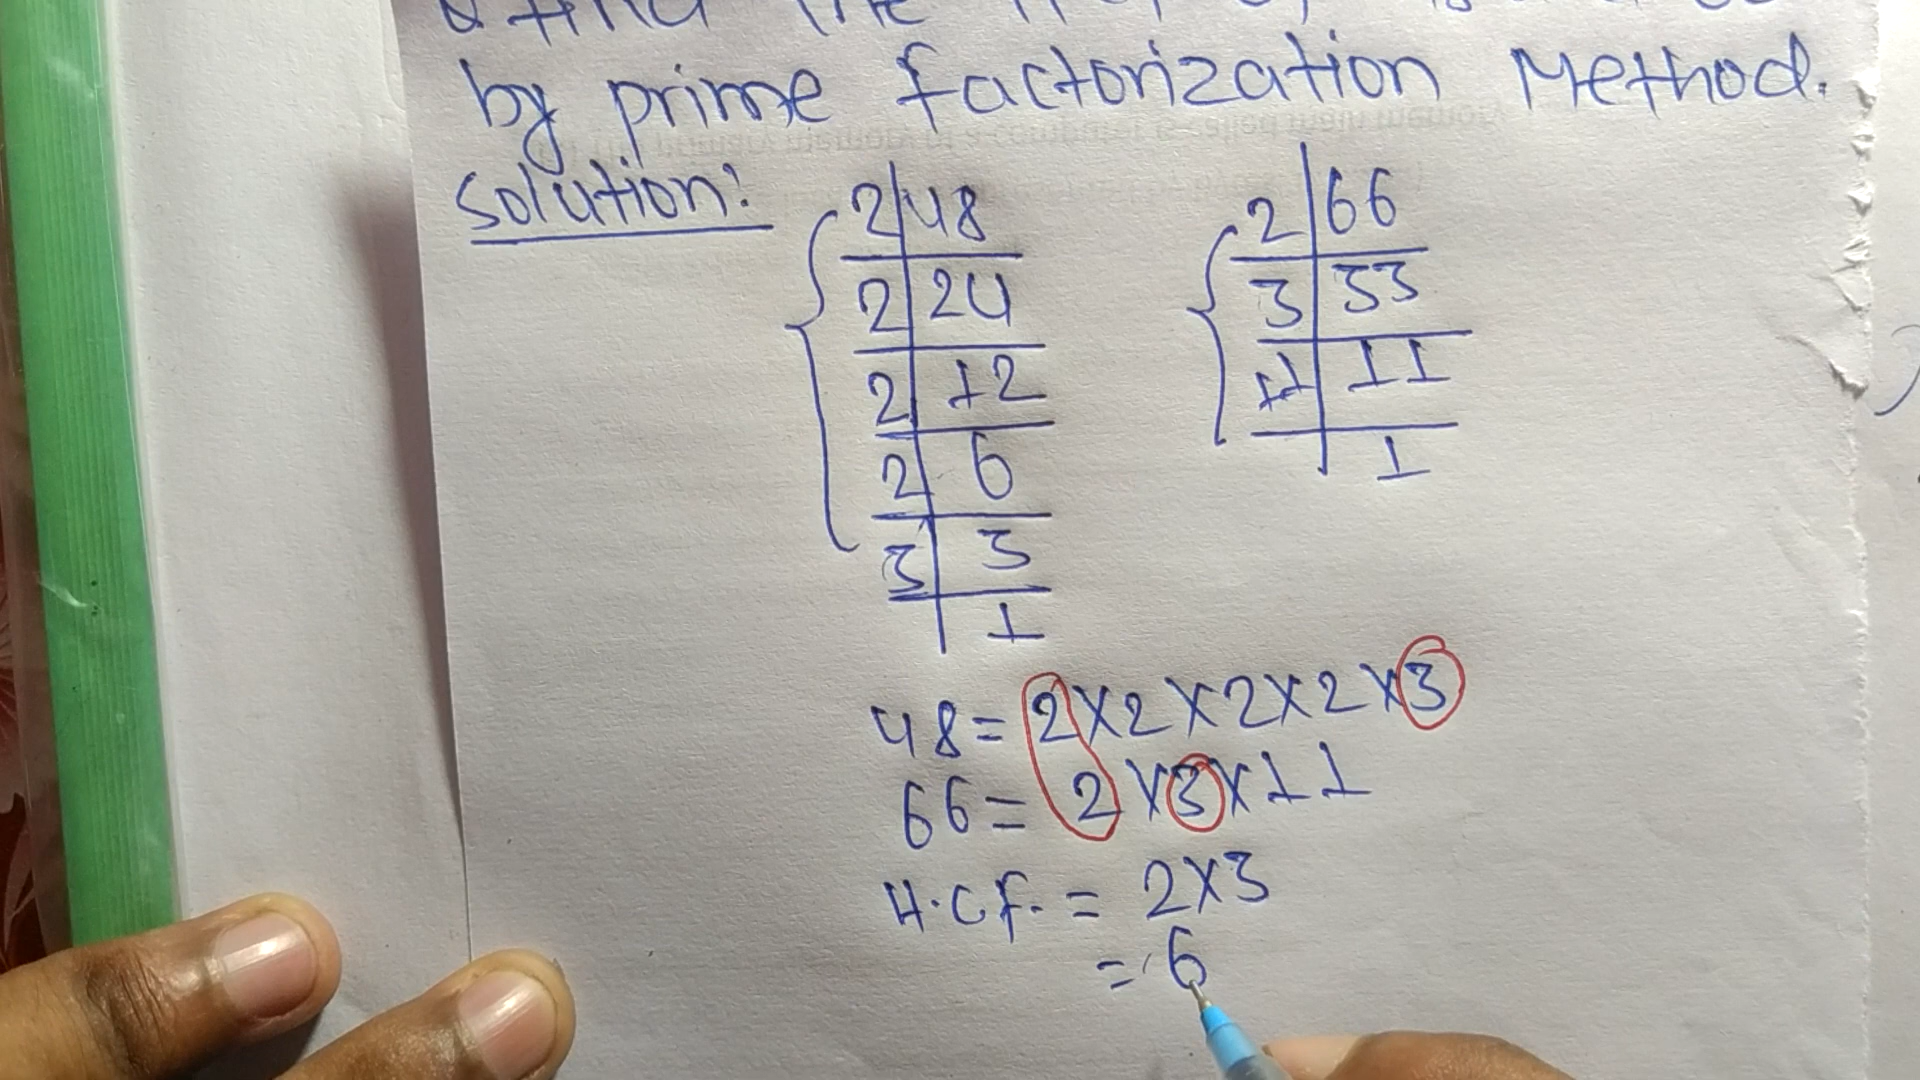 by prime factorization Method.
Solution:
2 48
2 24
2 12
2 6
3 3
1
2 66
3 33
11 11
1
48 = 2 X 2 X 2 X 2 X 3
66 = 2 X 3 X 11
H.C.F. = 2 X 3
= 6